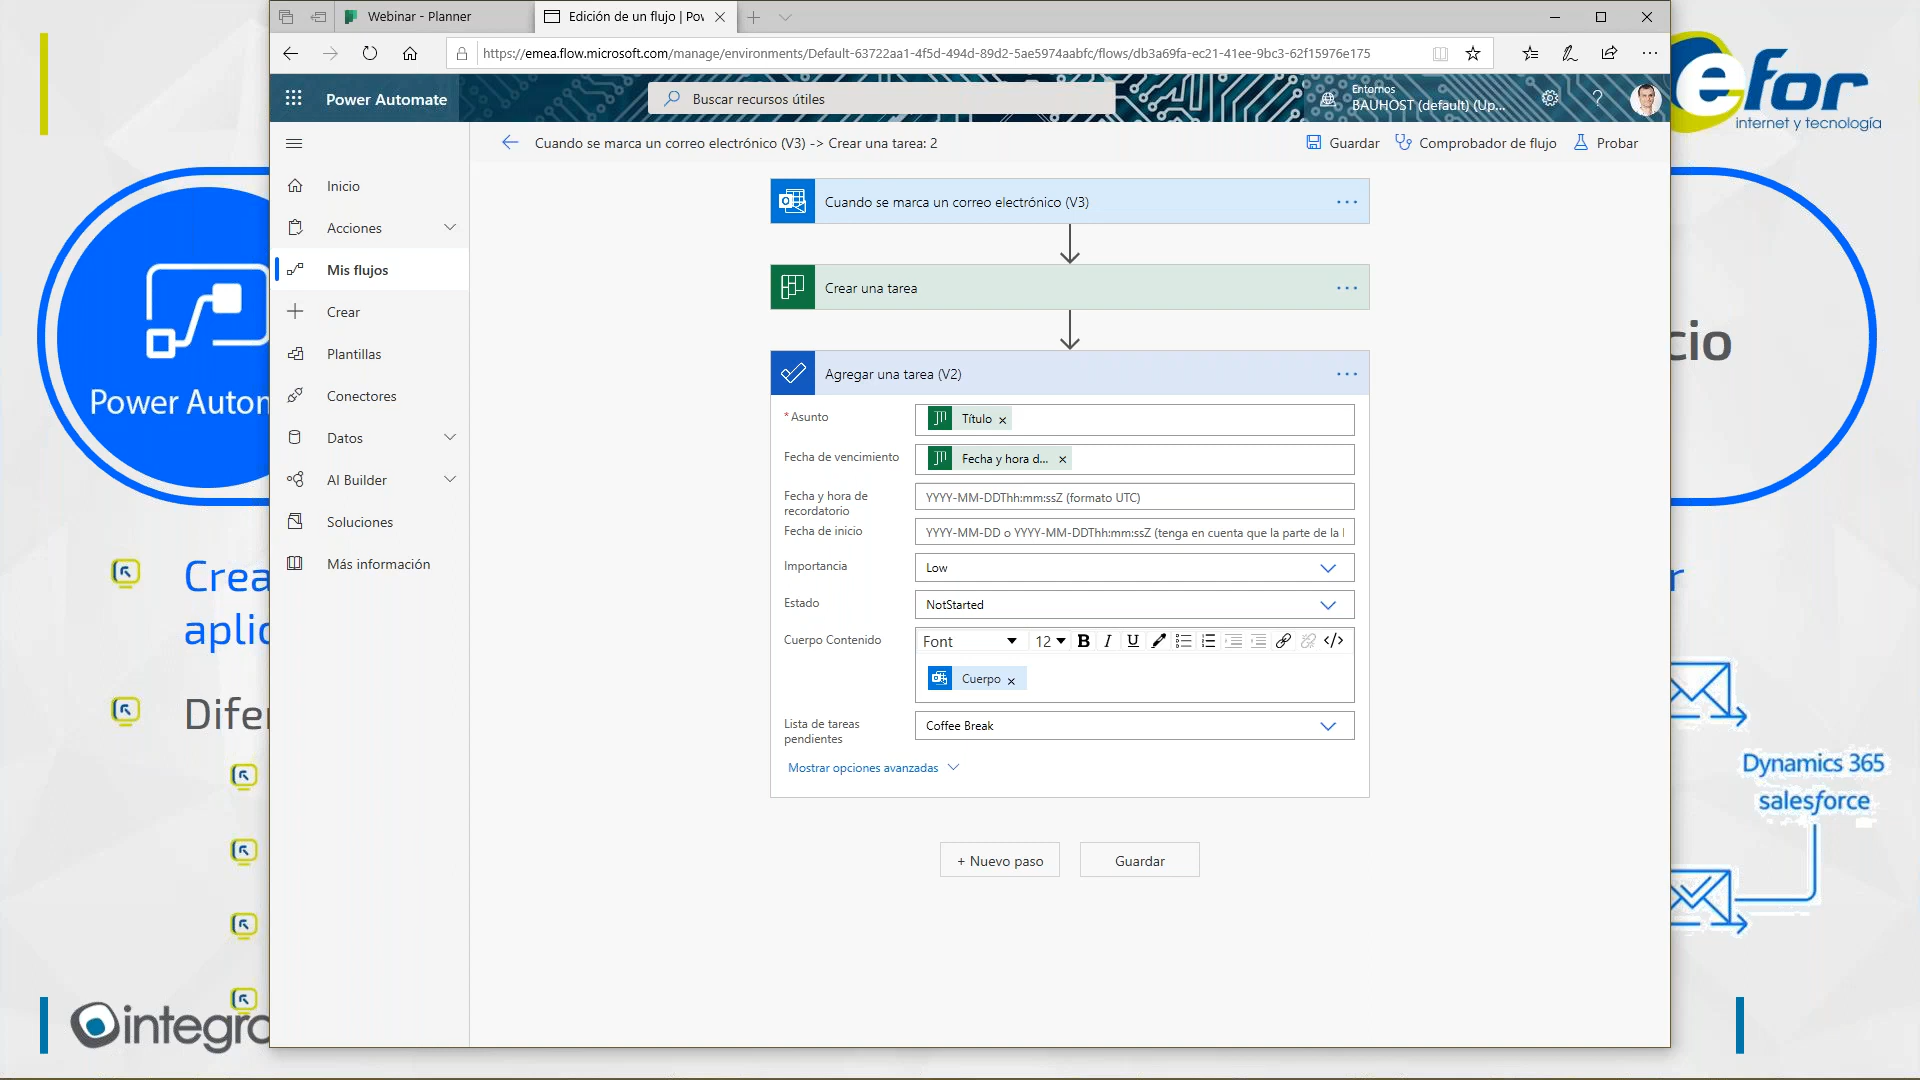 Webinar - Planner
Edición de un flujo | Pov
https://emea.flow.microsoft.com/manage/environments/Default-63722aa1-4f5d-494d-89d2-5ae5974aabfc/flows/db3a69fa-ec21-41ee-9bc3-62f15976e175
Power Automate
Buscar recursos útiles
Entornos
BAUHOST (default) (Up...
efor
internet y tecnología
Cuando se marca un correo electrónico (V3) -> Crear una tarea: 2
Guardar
Comprobador de flujo
Probar
Inicio
Acciones
Mis flujos
Crear
Plantillas
Conectores
Datos
AI Builder
Soluciones
Más información
Cuando se marca un correo electrónico (V3)
Crear una tarea
Agregar una tarea (V2)
* Asunto
Título
Fecha de vencimiento
Fecha y hora d...
Fecha y hora de recordatorio
YYYY-MM-DDThh:mm:ssZ (formato UTC)
Fecha de inicio
YYYY-MM-DD o YYYY-MM-DDThh:mm:ssZ (tenga en cuenta que la parte de la
Importancia
Low
Estado
NotStarted
Cuerpo Contenido
Font
12
B I U
</>
Cuerpo
Lista de tareas pendientes
Coffee Break
Mostrar opciones avanzadas
+ Nuevo paso
Guardar
Power Autom
cio
Crea
aplic
Difer
r
Dynamics 365
salesforce
integro